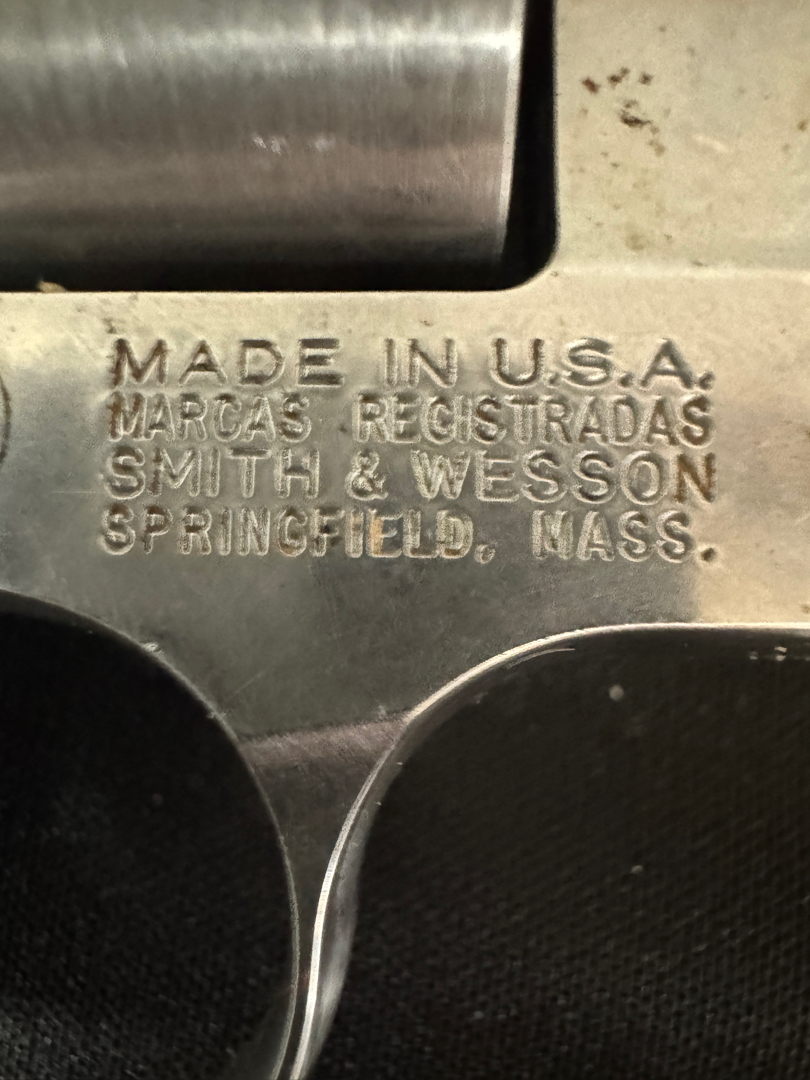 MADE IN U.S.A.
MARCAS REGISTRADAS
SMITH & WESSON
SPRINGFIELD, MASS.